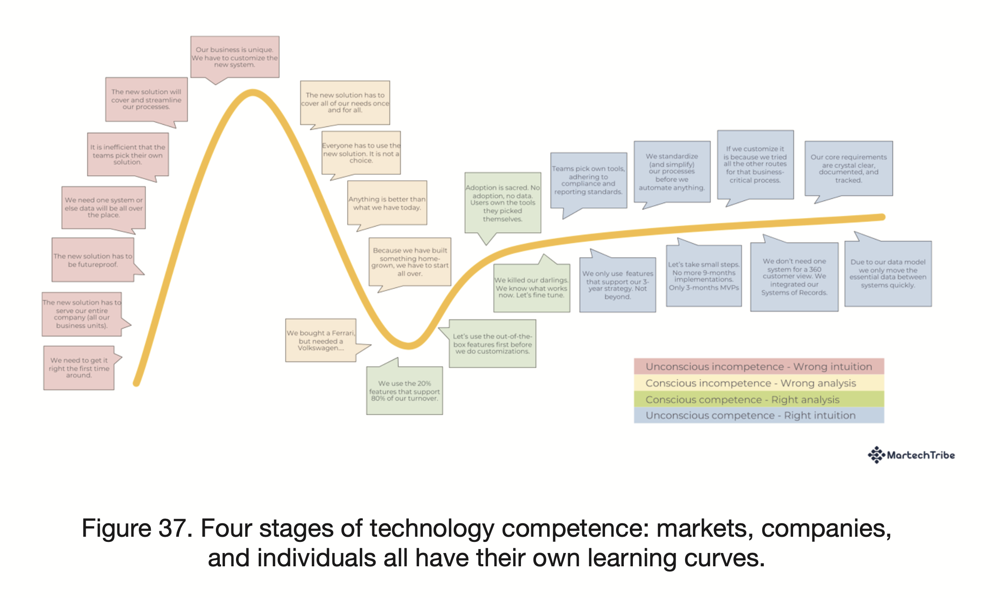 Our business is unique.
We have to customize the
new system.
The new solution will
cover and streamline
our processes.
It is inefficient that the
teams pick their own
solution.
We need one system or
else data will be all over
the place.
The new solution has to
be futureproof.
The new solution has to
serve our entire
company (all our
business units).
We need to get it
right the first time
around.
The new solution has to
cover all of our needs once
and for all.
Everyone has to use the
new solution. It is not a
choice.
Anything is better than
what we have today.
Because we have built
something home-
grown, we have to start
all over.
We bought a Ferrari,
but needed a
Volkswagen....
We use the 20%
features that support
80% of our turnover.
Let's use the out-of-the-
box features first before
we do customizations.
Adoption is sacred. No
adoption, no data.
Users own the tools
they picked
themselves.
We killed our darlings.
We know what works
now. Let's fine tune.
Teams pick own tools,
adhering to
compliance and
reporting standards.
We only use features
that support our 3-
year strategy. Not
beyond.
We standardize
(and simplify)
our processes
before we
automate anything.
Let's take small steps.
No more 9-months
implementations.
Only 3-months MVPs
If we customize it
is because we tried
all the other routes
for that business-
critical process.
We don't need one
system for a 360
customer view. We
integrated our
Systems of Records.
Our core requirements
are crystal clear,
documented, and
tracked.
Due to our data model
we only move the
essential data between
systems quickly.
Unconscious incompetence - Wrong intuition
Conscious incompetence - Wrong analysis
Conscious competence - Right analysis
Unconscious competence - Right intuition
MartechTribe
Figure 37. Four stages of technology competence: markets, companies,
and individuals all have their own learning curves.